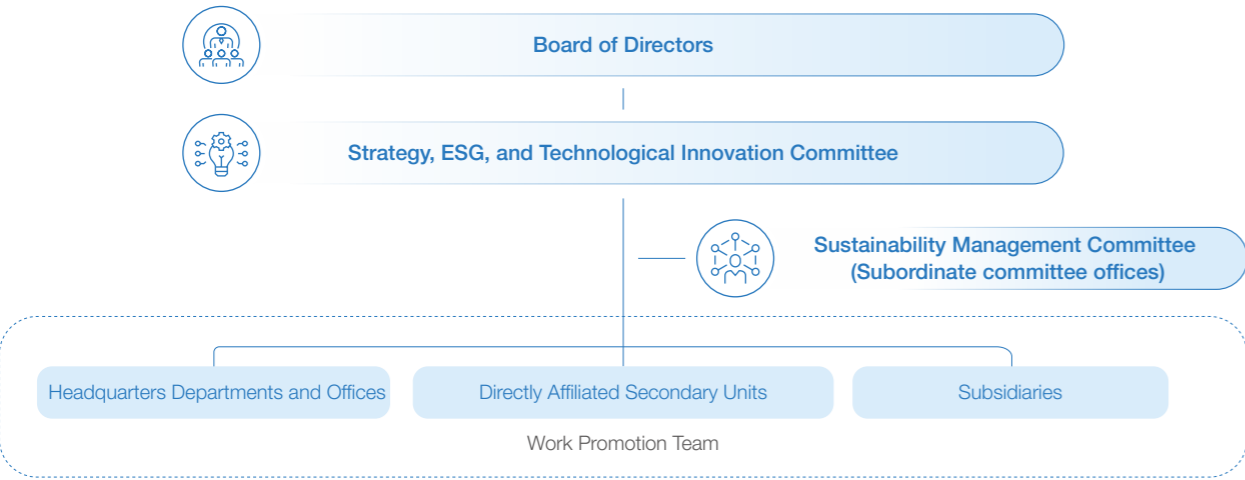 Board of Directors
Strategy, ESG, and Technological Innovation Committee
Sustainability Management Committee
(Subordinate committee offices)
Headquarters Departments and Offices
Directly Affiliated Secondary Units
Subsidiaries
Work Promotion Team